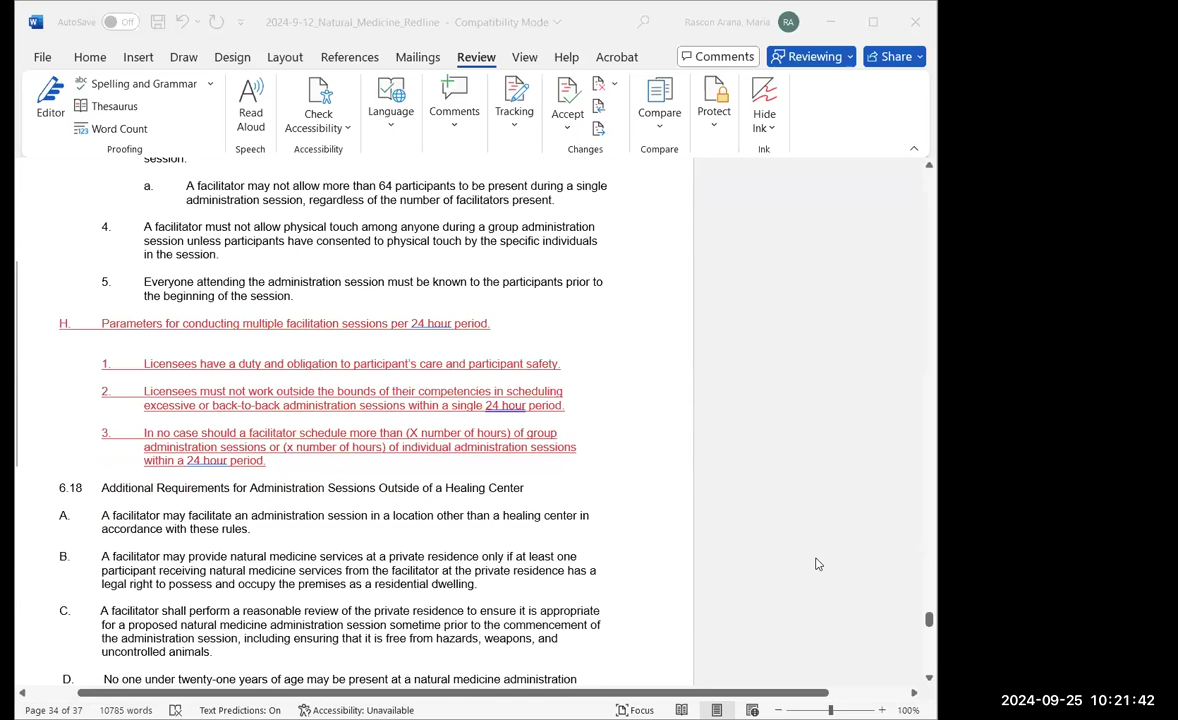 AutoSave Off 2024-9-12_Natural_Medicine_Redline - Compatibility Mode Rascon Arana, Maria RA
File Home Insert Draw Design Layout References Mailings Review View Help Acrobat Comments Reviewing Share
Editor
abc Spelling and Grammar
Thesaurus
123 Word Count
Proofing
Read
Aloud
Speech
Check
Accessibility
Accessibility
Language
Comments
Tracking
Accept
Changes
Compare
Compare
Protect
Hide
Ink
Ink
session.
a. A facilitator may not allow more than 64 participants to be present during a single
administration session, regardless of the number of facilitators present.
4. A facilitator must not allow physical touch among anyone during a group administration
session unless participants have consented to physical touch by the specific individuals
in the session.
5. Everyone attending the administration session must be known to the participants prior to
the beginning of the session.
H. Parameters for conducting multiple facilitation sessions per 24 hour period.
1. Licensees have a duty and obligation to participant's care and participant safety.
2. Licensees must not work outside the bounds of their competencies in scheduling
excessive or back-to-back administration sessions within a single 24 hour period.
3. In no case should a facilitator schedule more than (X number of hours) of group
administration sessions or (x number of hours) of individual administration sessions
within a 24 hour period.
6.18 Additional Requirements for Administration Sessions Outside of a Healing Center
A. A facilitator may facilitate an administration session in a location other than a healing center in
accordance with these rules.
B. A facilitator may provide natural medicine services at a private residence only if at least one
participant receiving natural medicine services from the facilitator at the private residence has a
legal right to possess and occupy the premises as a residential dwelling.
C. A facilitator shall perform a reasonable review of the private residence to ensure it is appropriate
for a proposed natural medicine administration session sometime prior to the commencement of
the administration session, including ensuring that it is free from hazards, weapons, and
uncontrolled animals.
D. No one under twenty-one years of age may be present at a natural medicine administration
Page 34 of 37 10785 words Text Predictions: On Accessibility: Unavailable Focus 100%
2024-09-25 10:21:42